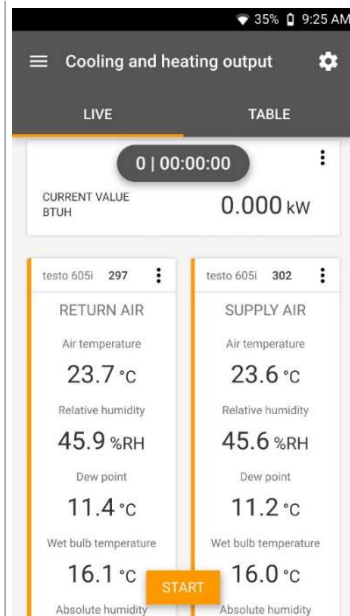 35% 9:25 AM
Cooling and heating output
LIVE TABLE
0 | 00:00:00
CURRENT VALUE
BTUH
0.000 kW
testo 605i 297
RETURN AIR
Air temperature
23.7 °C
Relative humidity
45.9 %RH
Dew point
11.4 °C
Wet bulb temperature
16.1 °C
Absolute humidity
testo 605i 302
SUPPLY AIR
Air temperature
23.6 °C
Relative humidity
45.6 %RH
Dew point
11.2 °C
Wet bulb temperature
16.0 °C
Absolute humidity
START